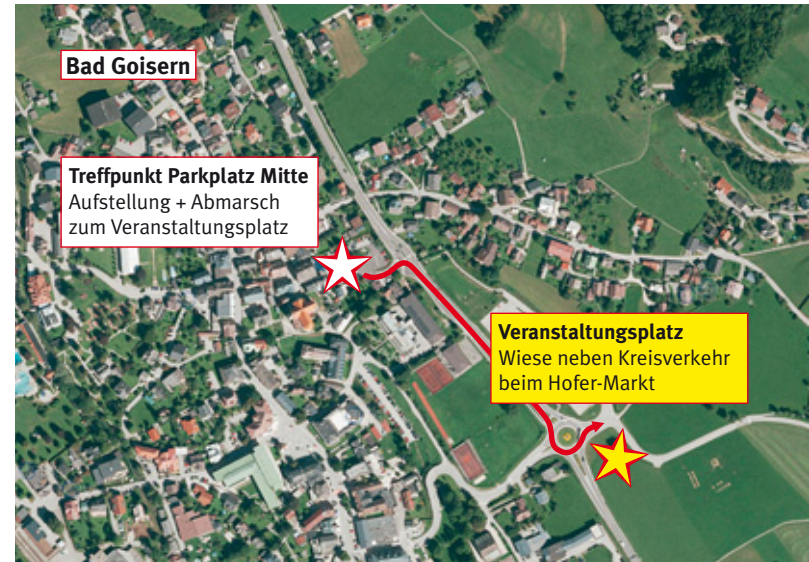 Bad Goisern
Treffpunkt Parkplatz Mitte
Aufstellung + Abmarsch
zum Veranstaltungsplatz
Veranstaltungsplatz
Wiese neben Kreisverkehr
beim Hofer-Markt